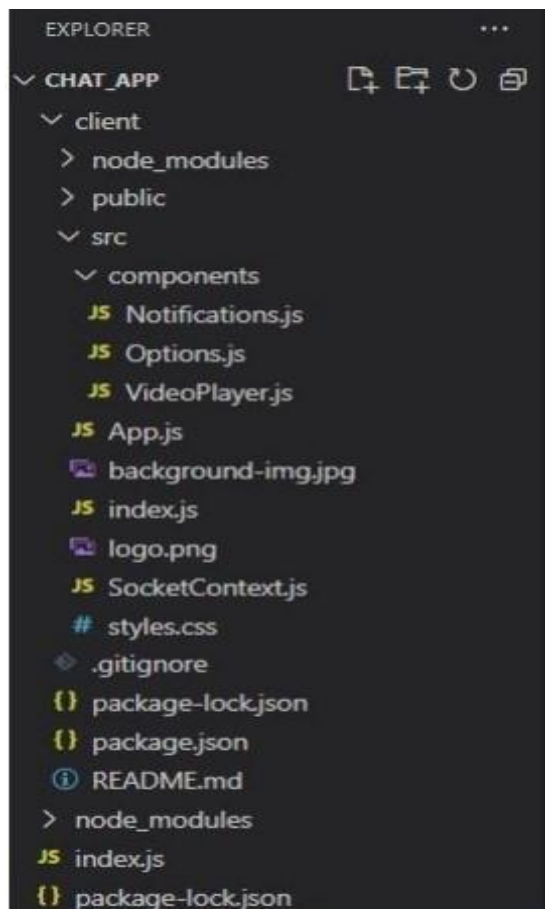 EXPLORER
CHAT_APP
client
node_modules
public
src
components
JS Notifications.js
JS Options.js
JS VideoPlayer.js
JS App.js
background-img.jpg
JS index.js
logo.png
JS SocketContext.js
# styles.css
.gitignore
{} package-lock.json
{} package.json
README.md
node_modules
JS index.js
{} package-lock.json